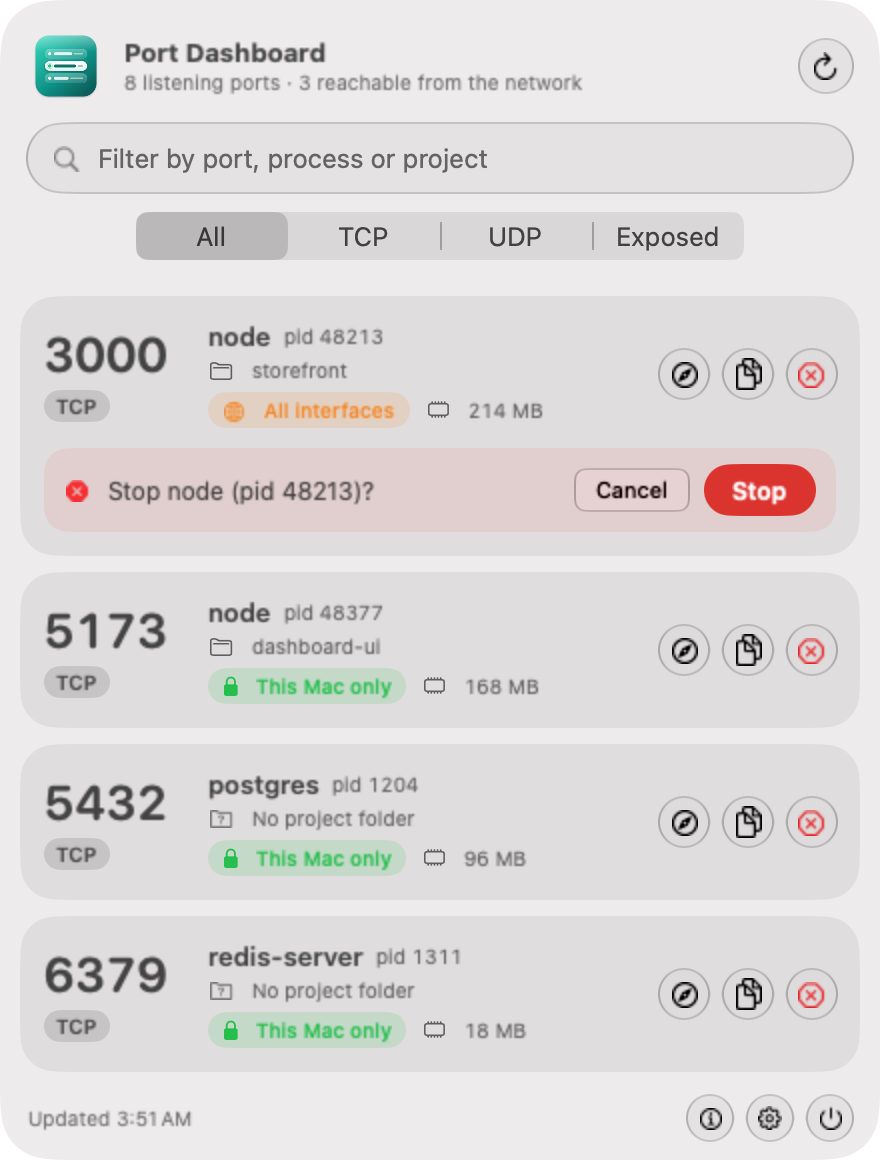 Port Dashboard
8 listening ports · 3 reachable from the network
Filter by port, process or project
All TCP UDP Exposed
3000 node pid 48213
storefront
TCP All interfaces 214 MB
Stop node (pid 48213)? Cancel Stop
5173 node pid 48377
dashboard-ui
TCP This Mac only 168 MB
5432 postgres pid 1204
No project folder
TCP This Mac only 96 MB
6379 redis-server pid 1311
No project folder
TCP This Mac only 18 MB
Updated 3:51 AM